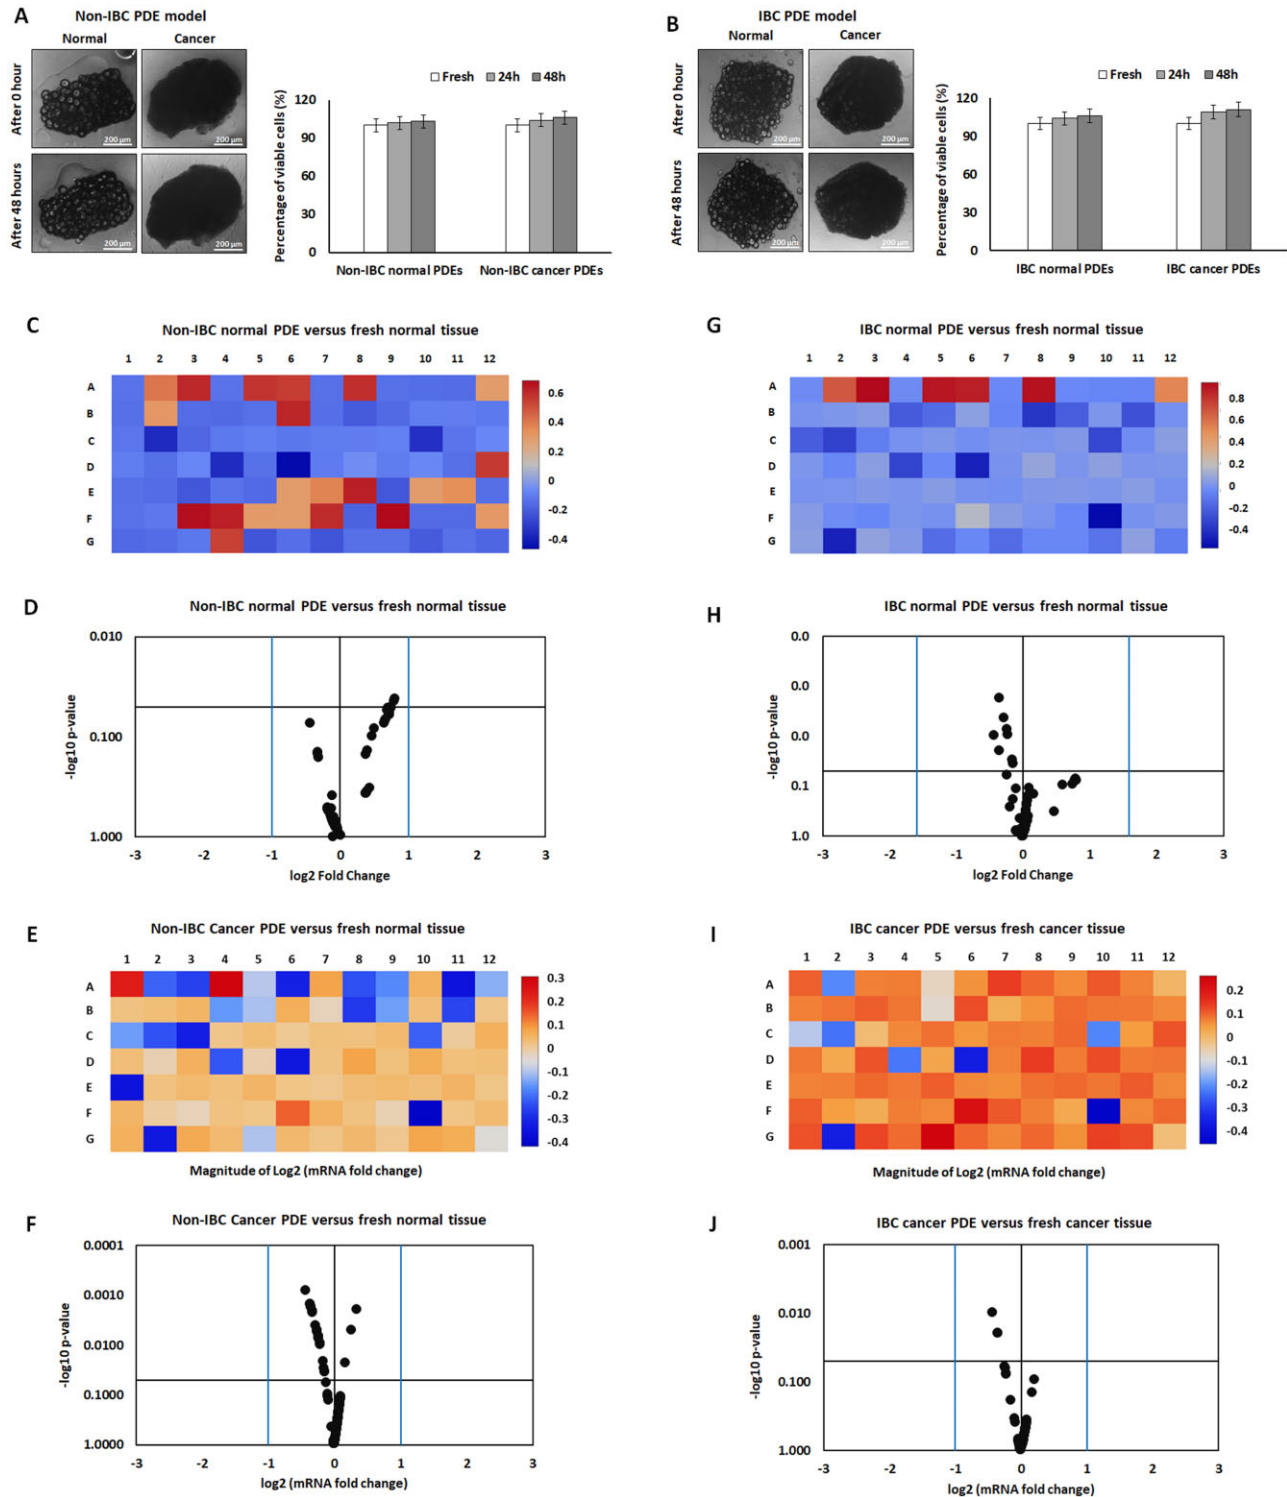 A
Non-IBC PDE model
Normal
Cancer
After 0 hour
200 µm
200 µm
After 48 hours
200 µm
200 µm
Fresh 24h 48h
Percentage of viable cells (%)
120
90
60
30
0
Non-IBC normal PDEs
Non-IBC cancer PDEs
B
IBC PDE model
Normal
Cancer
After 0 hour
200 µm
200 µm
After 48 hours
200 µm
200 µm
Fresh 24h 48h
Percentage of viable cells (%)
120
90
60
30
0
IBC normal PDEs
IBC cancer PDEs
C
Non-IBC normal PDE versus fresh normal tissue
1 2 3 4 5 6 7 8 9 10 11 12
A
B
C
D
E
F
G
0.6
0.4
0.2
0
-0.2
-0.4
G
IBC normal PDE versus fresh normal tissue
1 2 3 4 5 6 7 8 9 10 11 12
A
B
C
D
E
F
G
0.8
0.6
0.4
0.2
0
-0.2
-0.4
D
Non-IBC normal PDE versus fresh normal tissue
-log10 p-value
0.010
0.100
1.000
-3 -2 -1 0 1 2 3
log2 Fold Change
H
IBC normal PDE versus fresh normal tissue
-log10 p-value
0.0
0.0
0.0
0.1
1.0
-3 -2 -1 0 1 2 3
log2 Fold Change
E
Non-IBC Cancer PDE versus fresh normal tissue
1 2 3 4 5 6 7 8 9 10 11 12
A
B
C
D
E
F
G
0.3
0.2
0.1
0
-0.1
-0.2
-0.3
-0.4
Magnitude of Log2 (mRNA fold change)
I
IBC cancer PDE versus fresh cancer tissue
1 2 3 4 5 6 7 8 9 10 11 12
A
B
C
D
E
F
G
0.2
0.1
0
-0.1
-0.2
-0.3
-0.4
Magnitude of Log2 (mRNA fold change)
F
Non-IBC Cancer PDE versus fresh normal tissue
-log10 p-value
0.0001
0.0010
0.0100
0.1000
1.0000
-3 -2 -1 0 1 2 3
log2 (mRNA fold change)
J
IBC cancer PDE versus fresh cancer tissue
-log10 p-value
0.001
0.010
0.100
1.000
-3 -2 -1 0 1 2 3
log2 (mRNA fold change)